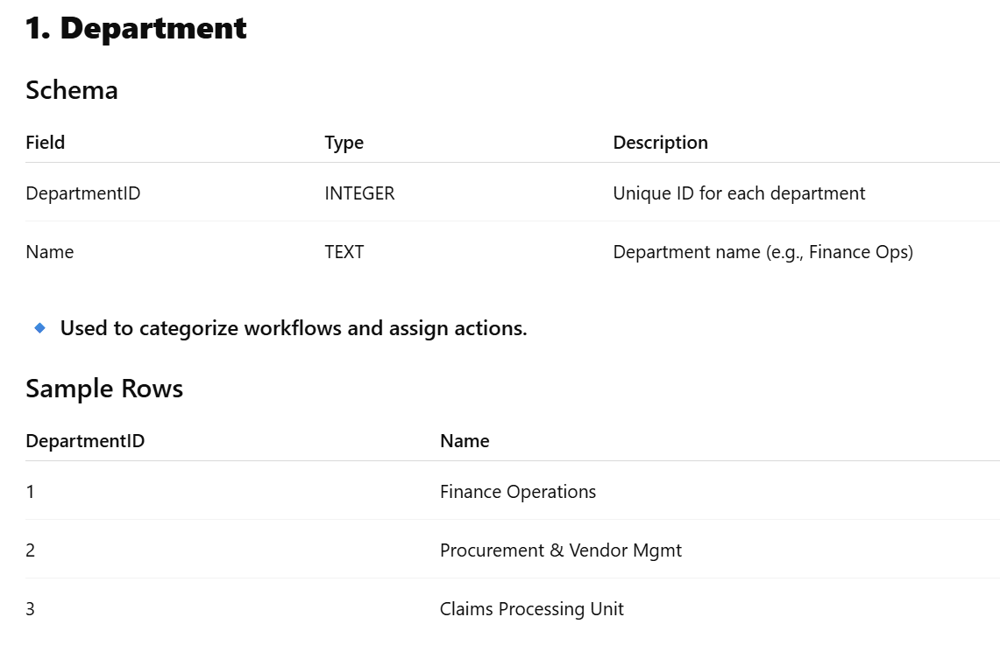 1. Department
Schema
Field Type Description
DepartmentID INTEGER Unique ID for each department
Name TEXT Department name (e.g., Finance Ops)
Used to categorize workflows and assign actions.
Sample Rows
DepartmentID Name
1 Finance Operations
2 Procurement & Vendor Mgmt
3 Claims Processing Unit